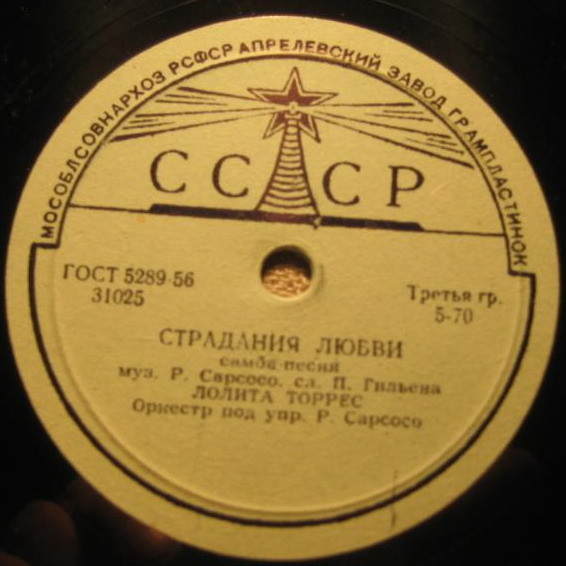 МОСОБЛСОВНАРХОЗ РСФСР АПРЕЛЕВСКИЙ ЗАВОД ГРАМПЛАСТИНОК
СССР
ГОСТ 5289-56
31025
Третья гр.
5-70
СТРАДАНИЯ ЛЮБВИ
самба-песня
муз. Р. Сарсосо, сл. П. Гильена
ЛОЛИТА ТОРРЕС
Оркестр под упр. Р. Сарсосо